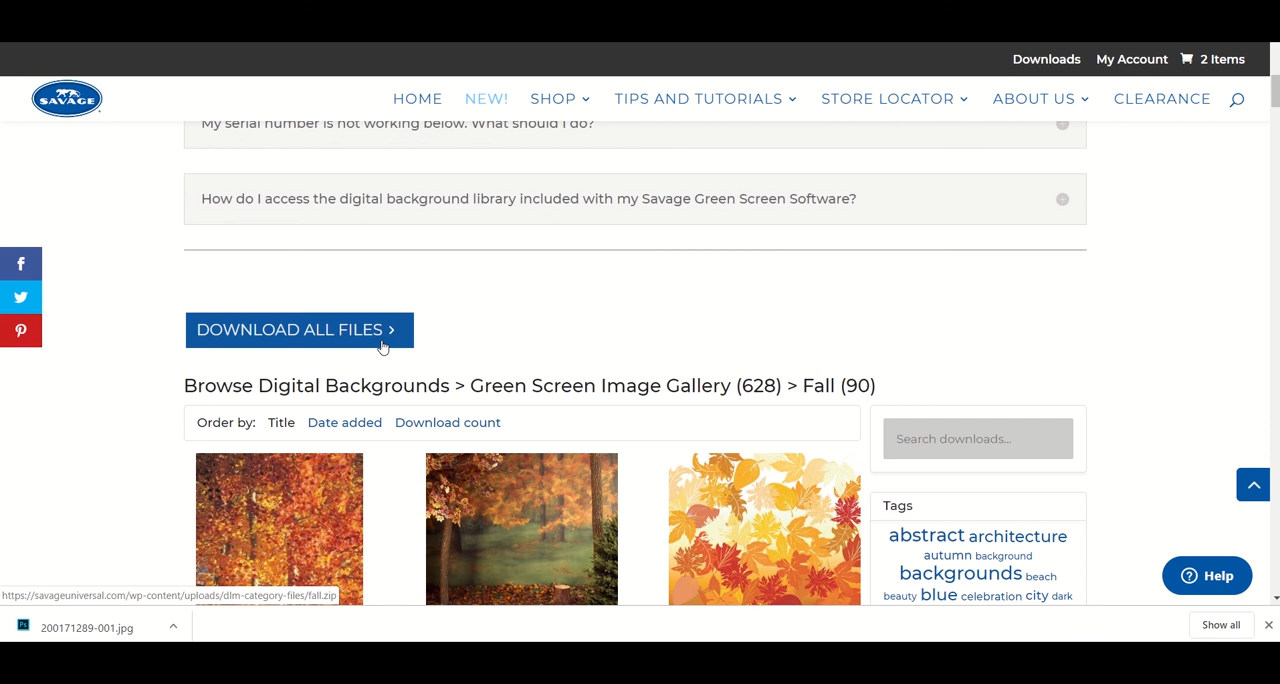 Downloads My Account 2 Items
SAVAGE
HOME NEW! SHOP TIPS AND TUTORIALS STORE LOCATOR ABOUT US CLEARANCE
My serial number is not working below. What should I do?
How do I access the digital background library included with my Savage Green Screen Software?
DOWNLOAD ALL FILES >
Browse Digital Backgrounds > Green Screen Image Gallery (628) > Fall (90)
Order by: Title Date added Download count
Search downloads...
Tags
abstract architecture
autumn background
backgrounds beach
beauty blue celebration city dark
Help
https://savageuniversal.com/wp-content/uploads/dlm-category-files/fall.zip
Ps 200171289-001.jpg
Show all